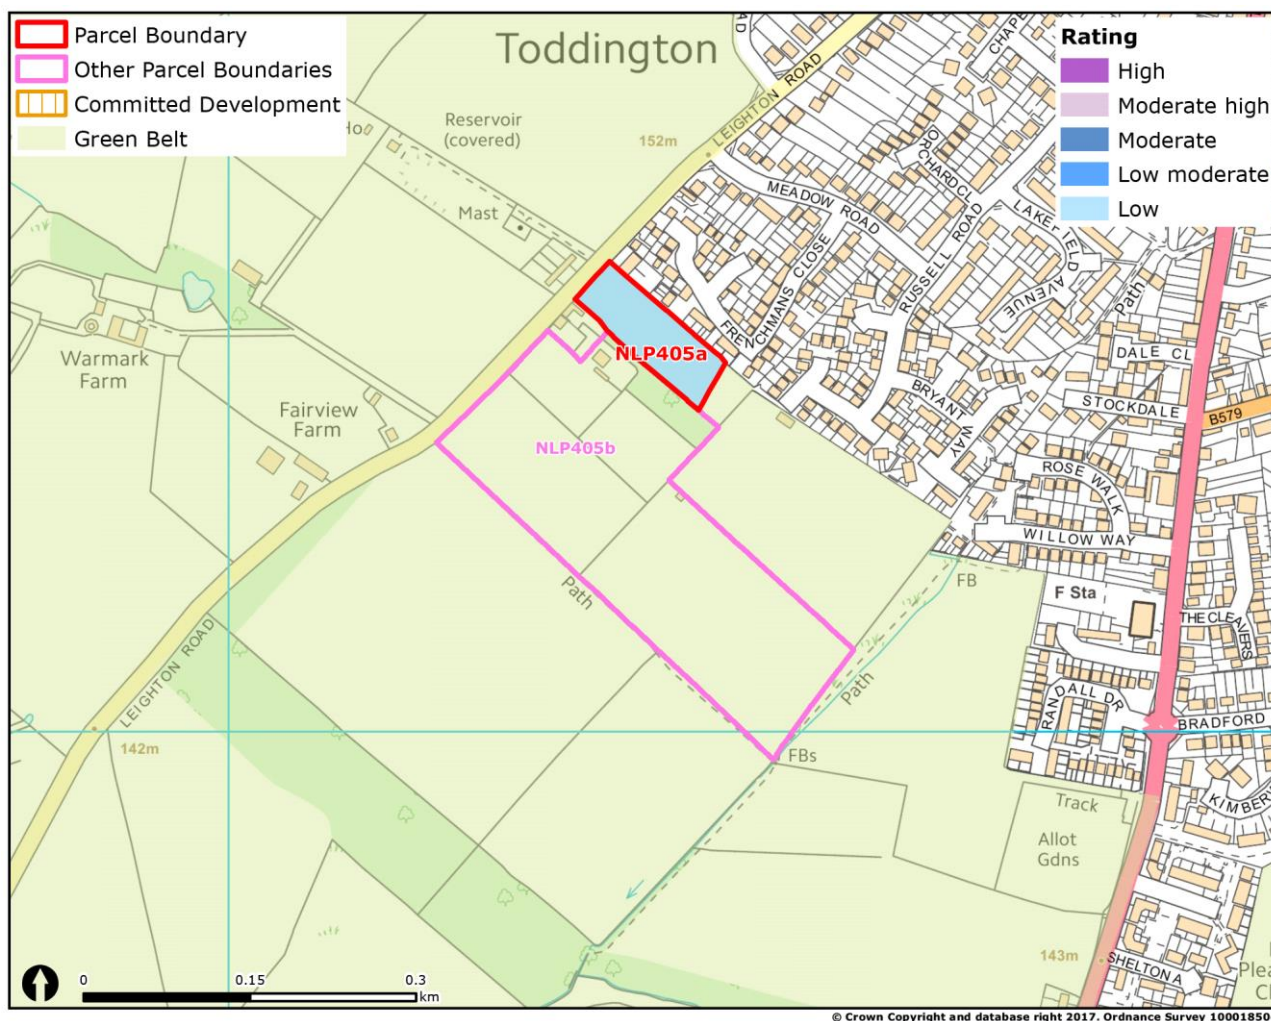 Parcel Boundary
Other Parcel Boundaries
Committed Development
Green Belt
Toddington
Rating
High
Moderate high
Moderate
Low moderate
Low
Reservoir
(covered)
152m
LEIGHTON ROAD
Mast
MEADOW ROAD
ORCHARD CL
LAKEFIELD AVENUE
RUSSELL ROAD
FRENCHMANS CLOSE
Path
Warmark
Farm
Fairview
Farm
NLP405a
NLP405b
DALE CL
STOCKDALE
B579
BRYANT WAY
ROSE WALK
WILLOW WAY
FB
F Sta
THE CLEAVERS
Path
Path
LEIGHTON ROAD
142m
RANDALL DR
BRADFORD
FBs
Track
Allot
Gdns
143m
SHELTON A
0
0.15
0.3
km
© Crown Copyright and database right 2017. Ordnance Survey 10001850